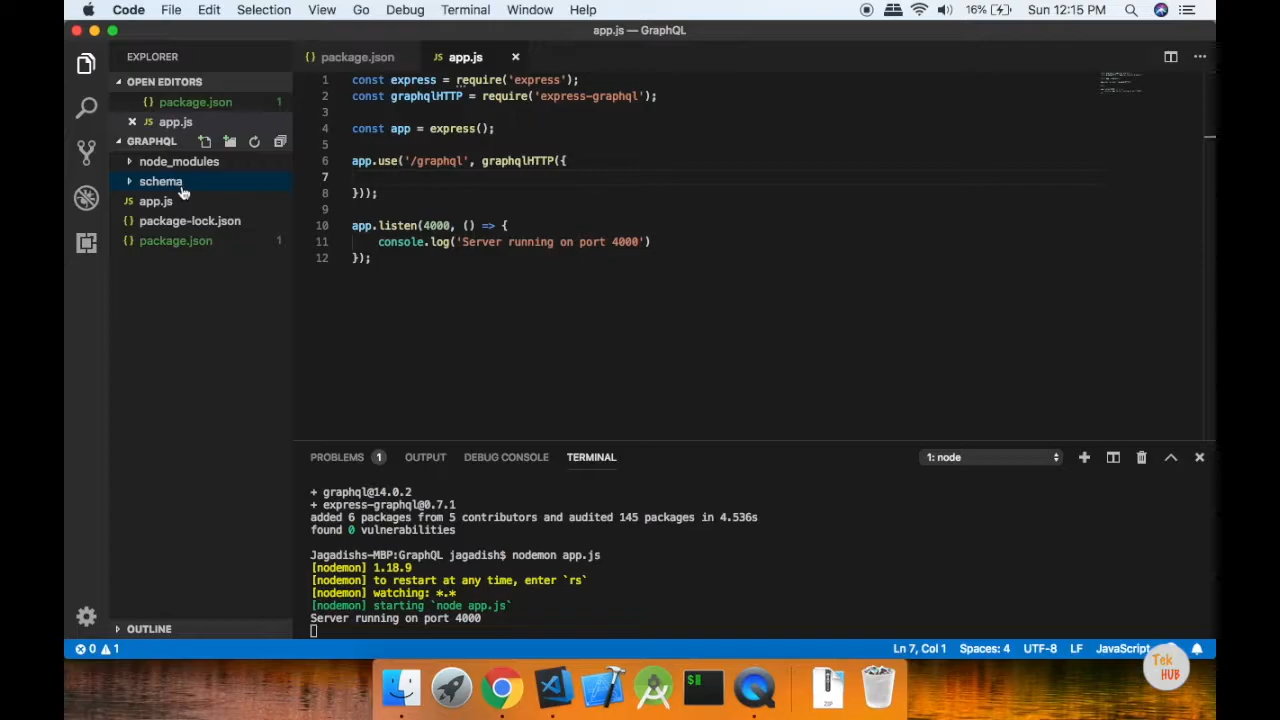 Code File Edit Selection View Go Debug Terminal Window Help 16% Sun 12:15 PM
app.js — GraphQL
EXPLORER
{} package.json
JS app.js ×
OPEN EDITORS
{} package.json 1
× JS app.js
GRAPHQL
node_modules
schema
JS app.js
{} package-lock.json
{} package.json 1
1 const express = require('express');
2 const graphqlHTTP = require('express-graphql');
3
4 const app = express();
5
6 app.use('/graphql', graphqlHTTP({
7
8 }));
9
10 app.listen(4000, () => {
11 console.log('Server running on port 4000')
12 });
PROBLEMS 1 OUTPUT DEBUG CONSOLE TERMINAL 1: node
+ graphql@14.0.2
+ express-graphql@0.7.1
added 6 packages from 5 contributors and audited 145 packages in 4.536s
found 0 vulnerabilities
Jagadishs-MBP:GraphQL jagadish$ nodemon app.js
[nodemon] 1.18.9
[nodemon] to restart at any time, enter `rs`
[nodemon] watching: *.*
[nodemon] starting `node app.js`
Server running on port 4000
OUTLINE
0 1 Ln 7, Col 1 Spaces: 4 UTF-8 LF JavaScript
Tek
HUB
ZIP